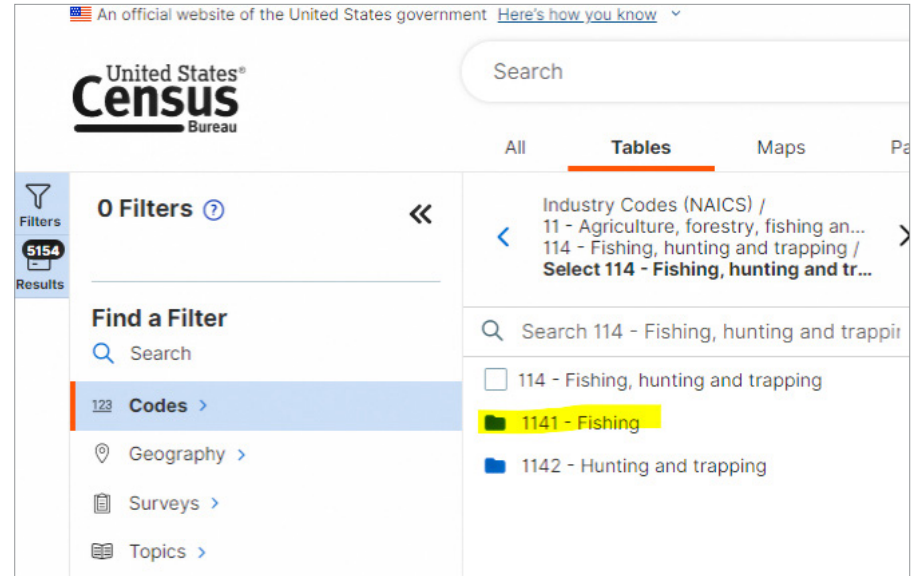 An official website of the United States government Here's how you know
United States®
Census
Bureau
Search
All Tables Maps
Filters
5154
Results
0 Filters ?
Find a Filter
Search
123 Codes
Geography
Surveys
Topics
Industry Codes (NAICS) /
11 - Agriculture, forestry, fishing an...
114 - Fishing, hunting and trapping /
Select 114 - Fishing, hunting and tr...
Search 114 - Fishing, hunting and trappin
114 - Fishing, hunting and trapping
1141 - Fishing
1142 - Hunting and trapping